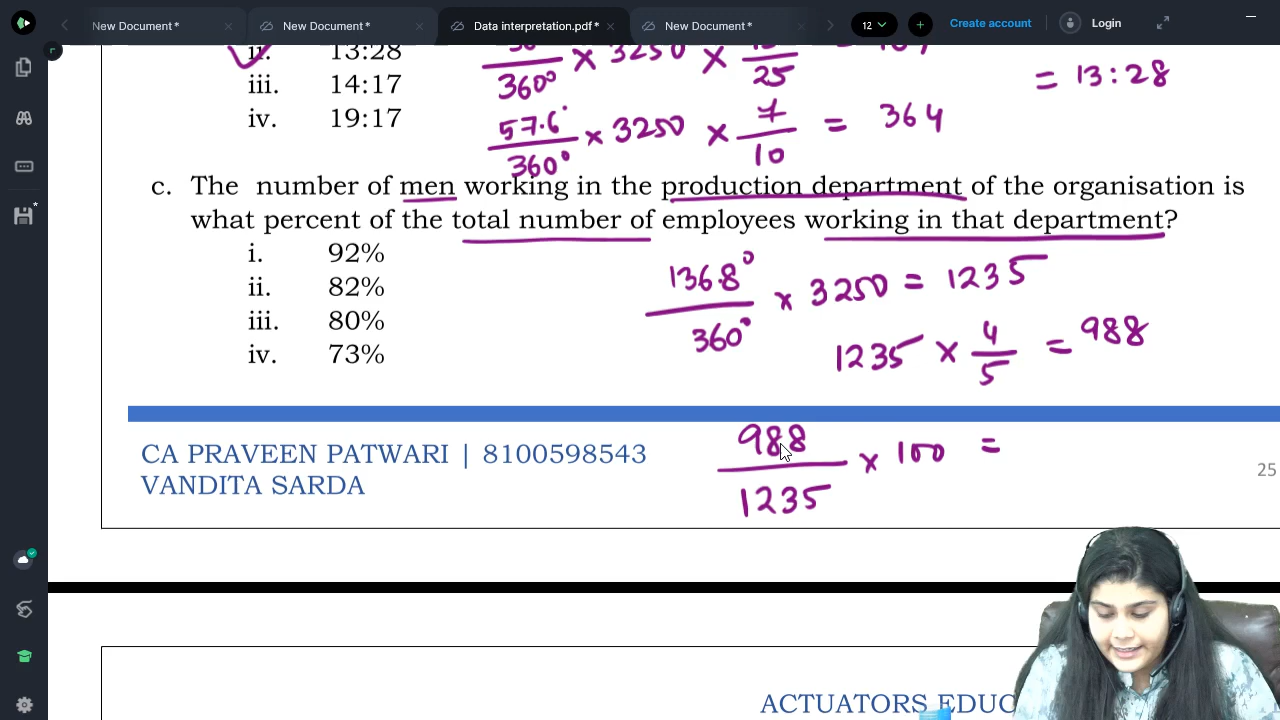 New Document * New Document * Data interpretation.pdf * New Document * 12 Create account Login
ii. 13:28
360° × 3250 × 25 =
= 13:28
iii. 14:17
iv. 19:17
57.6° / 360° × 3250 × 7/10 = 364
c. The number of men working in the production department of the organisation is
what percent of the total number of employees working in that department?
i. 92%
ii. 82%
iii. 80%
iv. 73%
136.8° / 360° × 3250 = 1235
1235 × 4/5 = 988
CA PRAVEEN PATWARI | 8100598543
VANDITA SARDA
988 / 1235 × 100 =
25
ACTUATORS EDUC